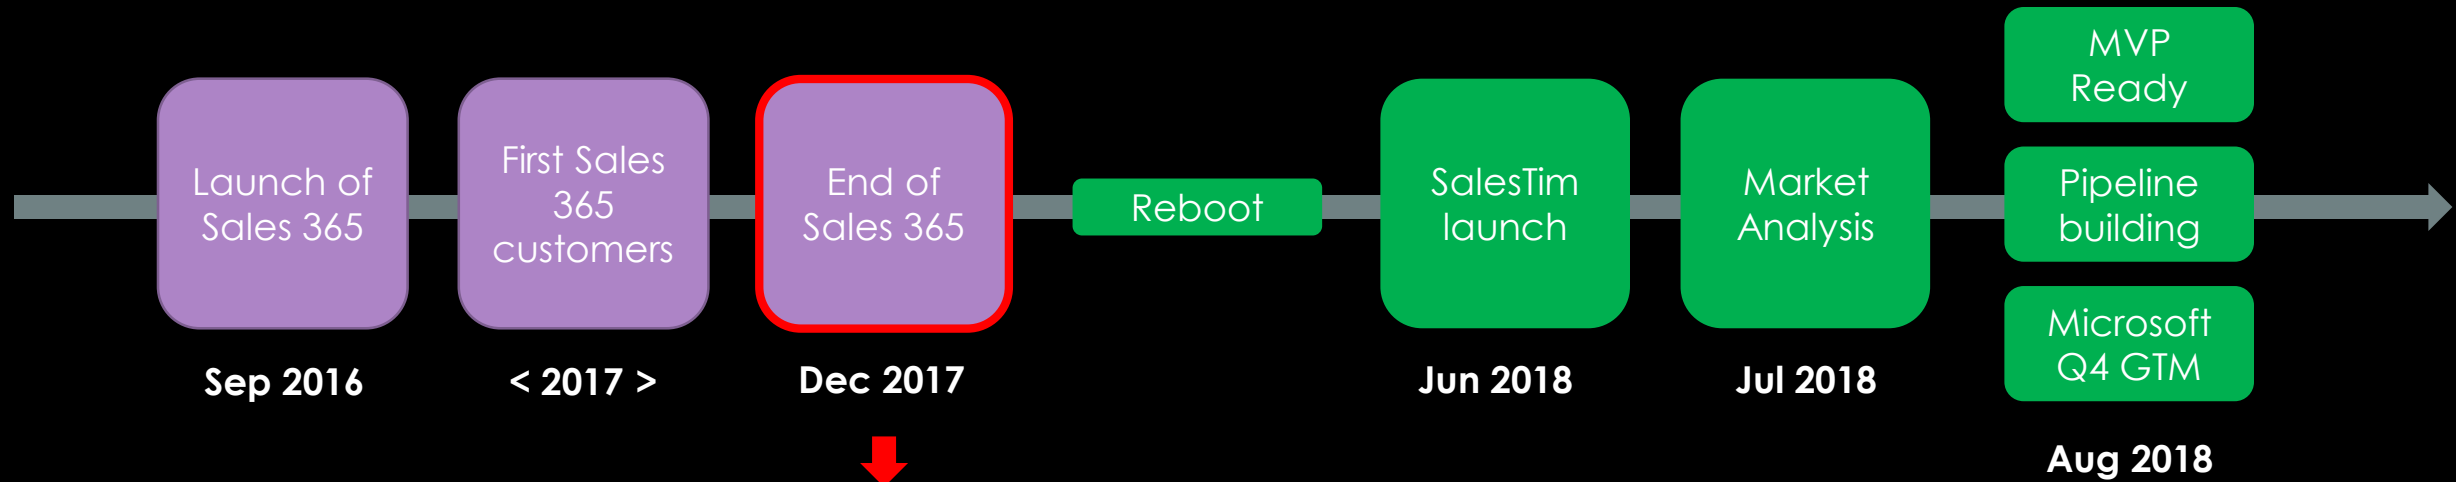 Launch of
Sales 365
Sep 2016
First Sales
365
customers
< 2017 >
End of
Sales 365
Dec 2017
Reboot
SalesTim
launch
Jun 2018
Market
Analysis
Jul 2018
MVP
Ready
Pipeline
building
Microsoft
Q4 GTM
Aug 2018